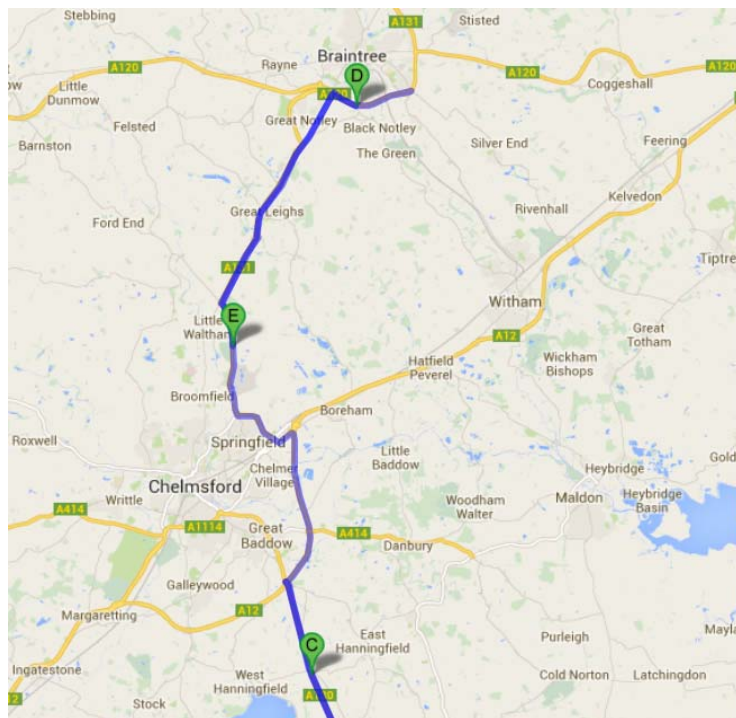 Stebbing
A131
Stisted
Rayne
Braintree
A120
D
A120
A120
Little
Dunmow
Coggeshall
Great Notley
Felsted
Black Notley
Barnston
The Green
Silver End
Feering
Kelvedon
Rivenhall
Great Leighs
Ford End
Tiptre
Witham
E
Little
Waltham
A12
Great
Totham
Hatfield
Peverel
Wickham
Bishops
Broomfield
Boreham
Roxwell
Springfield
Gold
Little
Baddow
Heybridge
Chelmer
Village
Chelmsford
Writtle
Woodham
Walter
Maldon
Heybridge
Basin
A414
A1114
Great
Baddow
A414
Danbury
Galleywood
A12
Margaretting
East
Hanningfield
Purleigh
Mayla
C
Ingatestone
West
Hanningfield
Cold Norton
Latchingdon
Stock